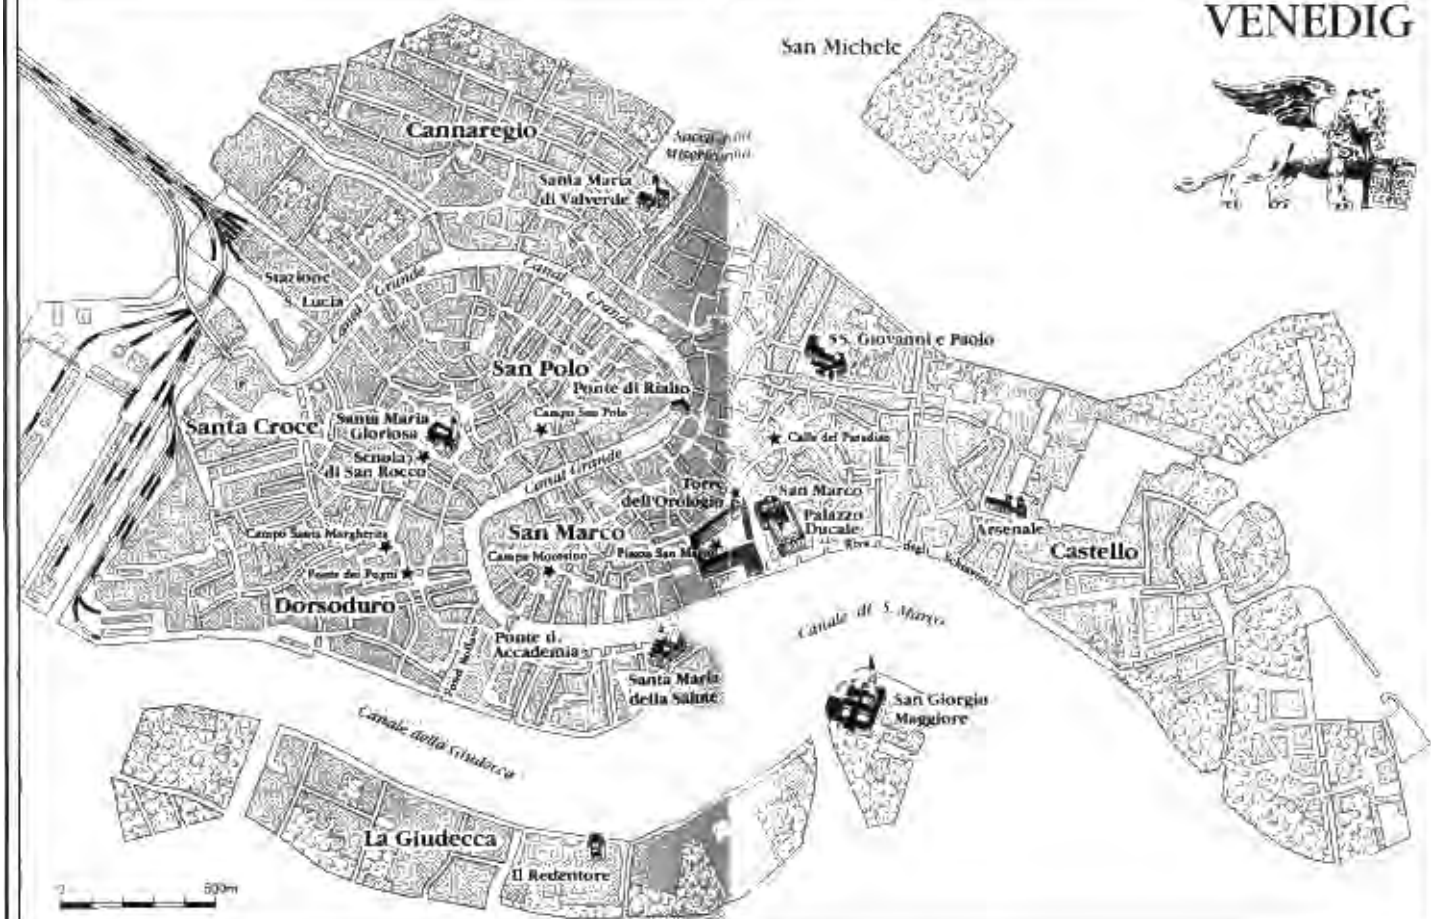 VENEDIG
San Michele
Cannaregio
Sacca della
Misericordia
Santa Maria
di Valverde
Stazione
S. Lucia
Canal Grande
Canal Grande
SS. Giovanni e Paolo
San Polo
Ponte di Rialto
Campo San Polo
Santa Croce
Santa Maria
Gloriosa
Scuola
di San Rocco
Calle del Paradiso
Canal Grande
Torre
dell'Orologio
San Marco
Palazzo
Ducale
Arsenale
San Marco
Campo Santa Margherita
Campo Morosino
Piazza San Marco
Riva degli Schiavoni
Castello
Ponte dei Pugni
Dorsoduro
Canale di S. Marco
Ponte d.
Accademia
Santa Maria
della Salute
San Giorgio
Maggiore
Canale della Giudecca
La Giudecca
Il Redentore
0 500m